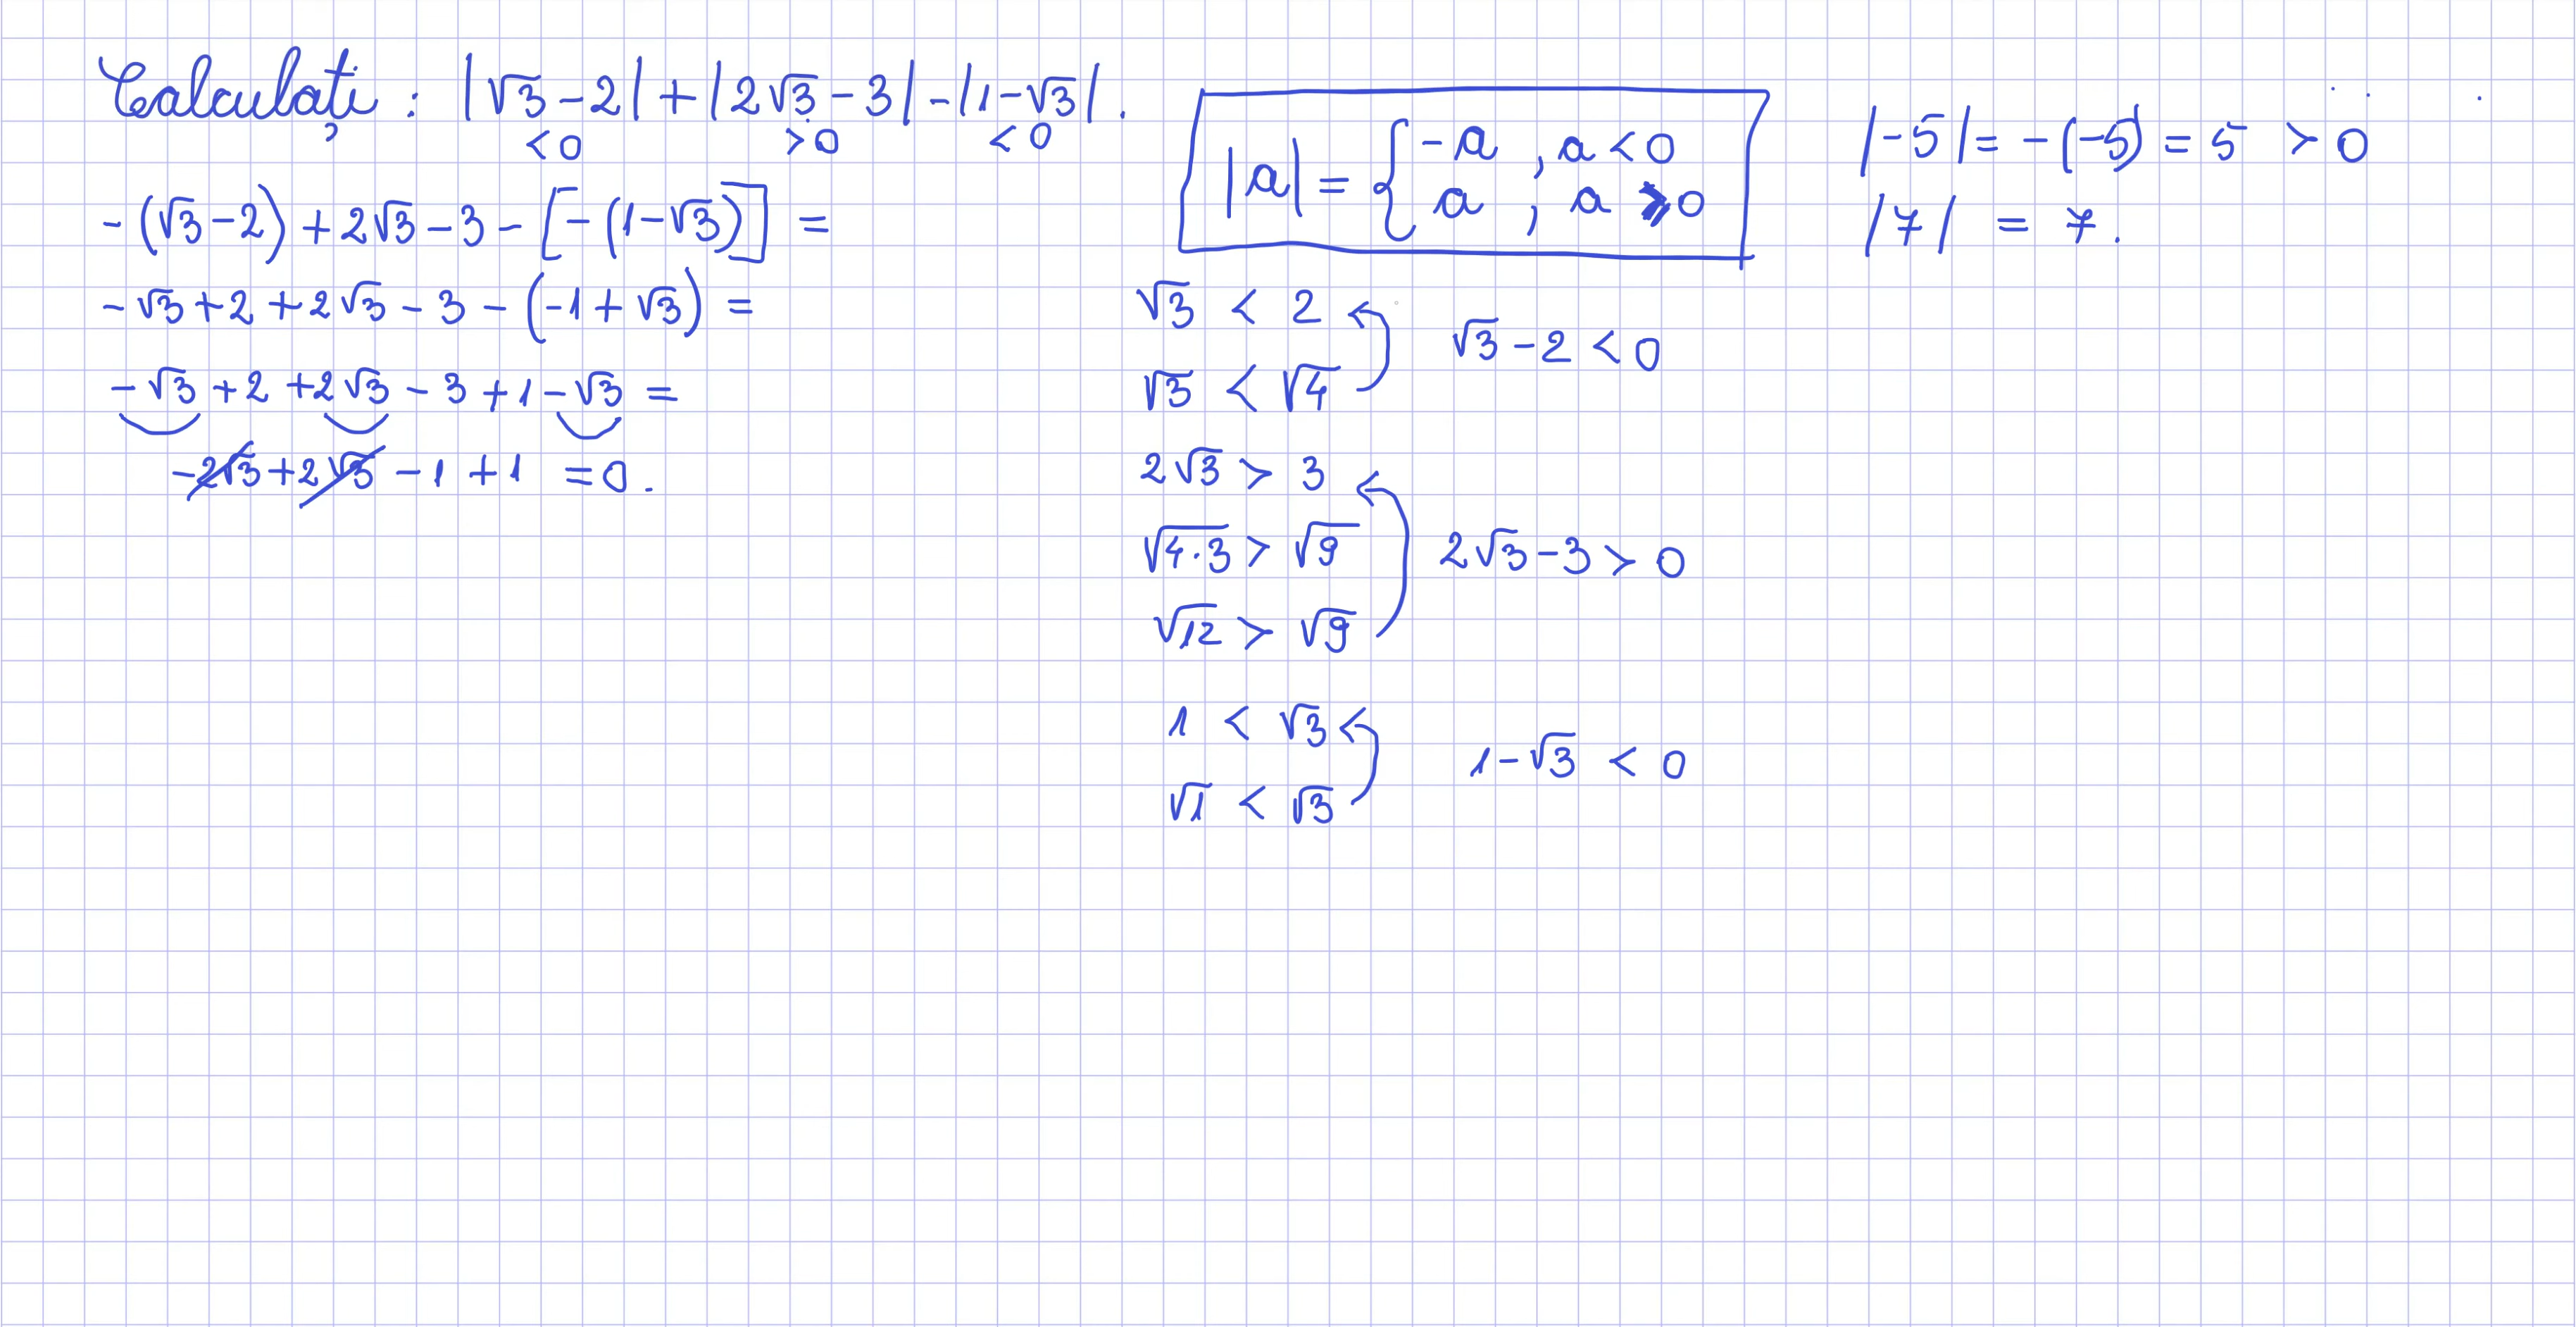 Calculați : |√3 - 2| + |2√3 - 3| - |1 - √3| .
< 0 > 0 < 0
- (√3 - 2) + 2√3 - 3 - [- (1 - √3)] =
- √3 + 2 + 2√3 - 3 - (-1 + √3) =
- √3 + 2 + 2√3 - 3 + 1 - √3 =
- 2√3 + 2√3 - 1 + 1 = 0 .
|a| = { -a , a < 0
a , a ⩾ 0
|-5| = - (-5) = 5 > 0
|7| = 7 .
√3 < 2
√3 < √4
√3 - 2 < 0
2√3 > 3
√4·3 > √9
√12 > √9
2√3 - 3 > 0
1 < √3
√1 < √3
1 - √3 < 0